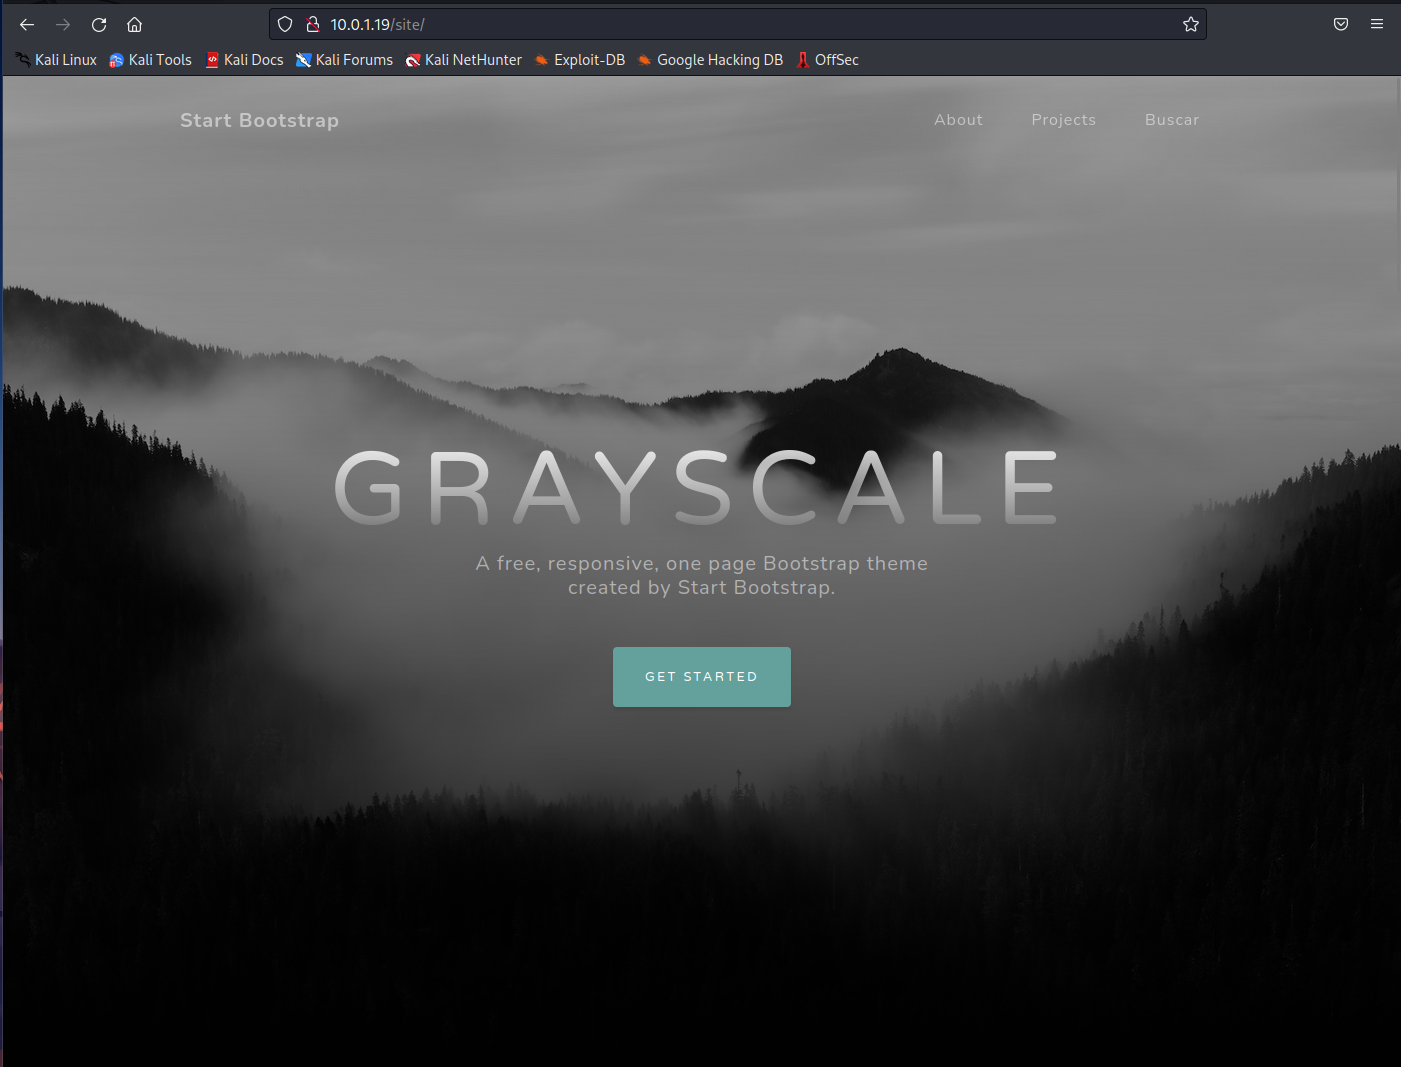 10.0.1.19/site/
Kali Linux Kali Tools Kali Docs Kali Forums Kali NetHunter Exploit-DB Google Hacking DB OffSec
Start Bootstrap About Projects Buscar
GRAYSCALE
A free, responsive, one page Bootstrap theme
created by Start Bootstrap.
GET STARTED